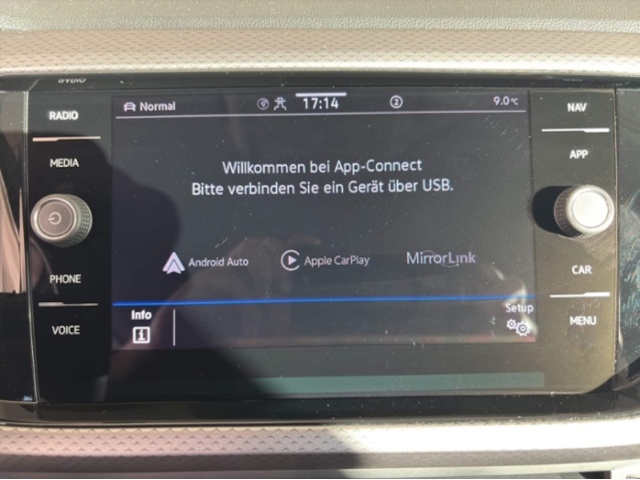 RADIO
MEDIA
PHONE
VOICE
Normal
17:14
2
9.0°C
Willkommen bei App-Connect
Bitte verbinden Sie ein Gerät über USB.
Android Auto
Apple CarPlay
MirrorLink
Info
Setup
NAV
APP
CAR
MENU